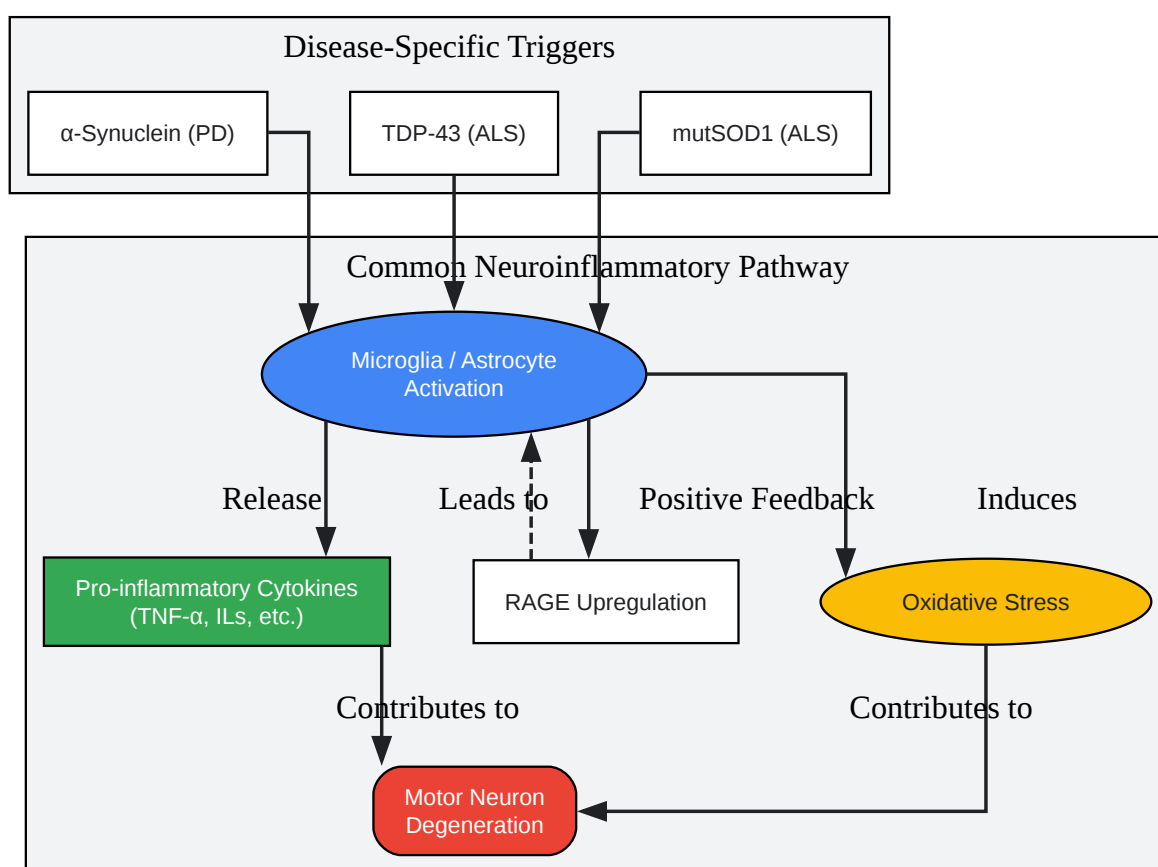 Disease-Specific Triggers
α-Synuclein (PD)
TDP-43 (ALS)
mutSOD1 (ALS)
Common Neuroinflammatory Pathway
Microglia / Astrocyte
Activation
Release
Leads to
Positive Feedback
Induces
Pro-inflammatory Cytokines
(TNF-α, ILs, etc.)
RAGE Upregulation
Oxidative Stress
Contributes to
Contributes to
Motor Neuron
Degeneration